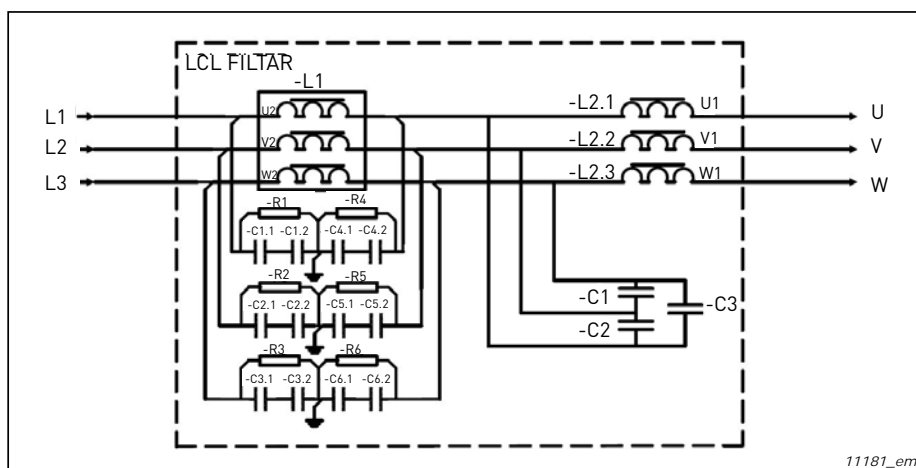 LCL FILTAR
-L1
L1 U2 -L2.1 U1 U
L2 V2 -L2.2 V1 V
L3 W2 -L2.3 W1 W
-R1 -R4
-C1.1 -C1.2 -C4.1 -C4.2
-R2 -R5
-C2.1 -C2.2 -C5.1 -C5.2
-C1 -C3
-C2
-R3 -R6
-C3.1 -C3.2 -C6.1 -C6.2
11181_em